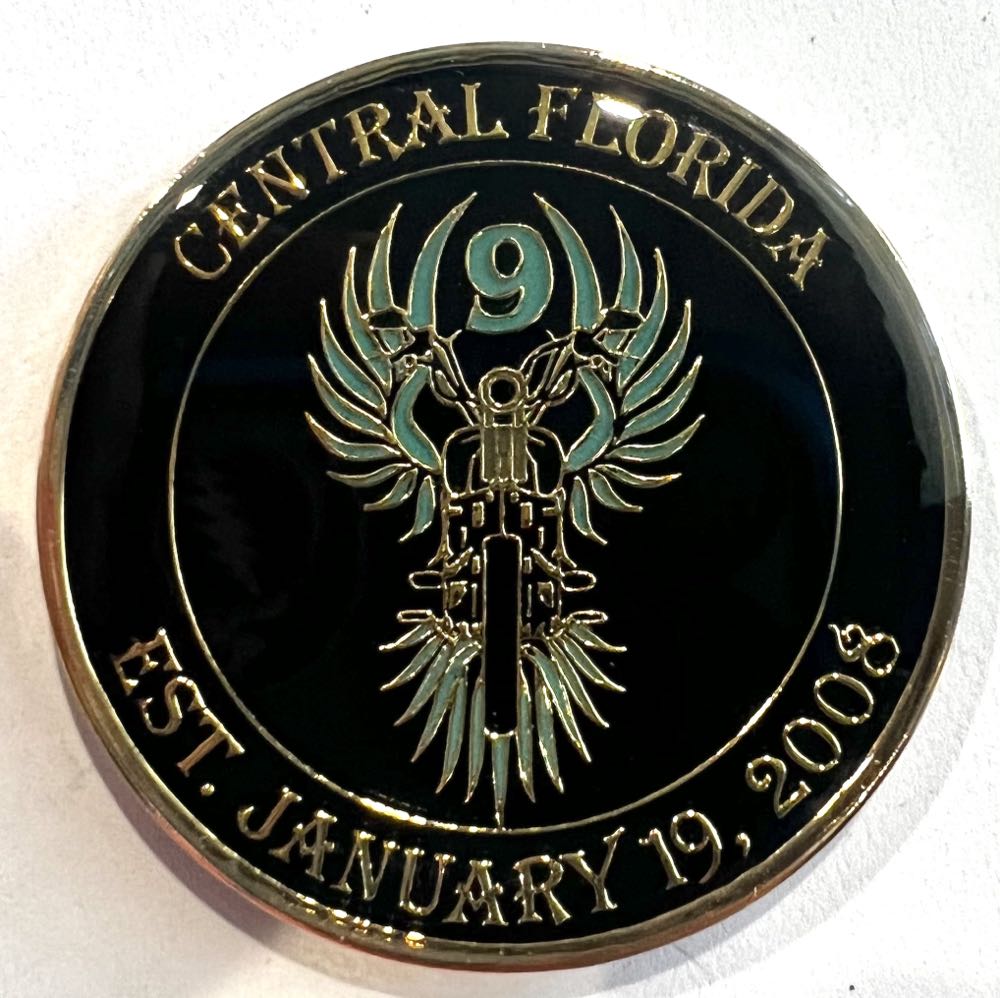 CENTRAL FLORIDA
9
EST. JANUARY 19, 2008